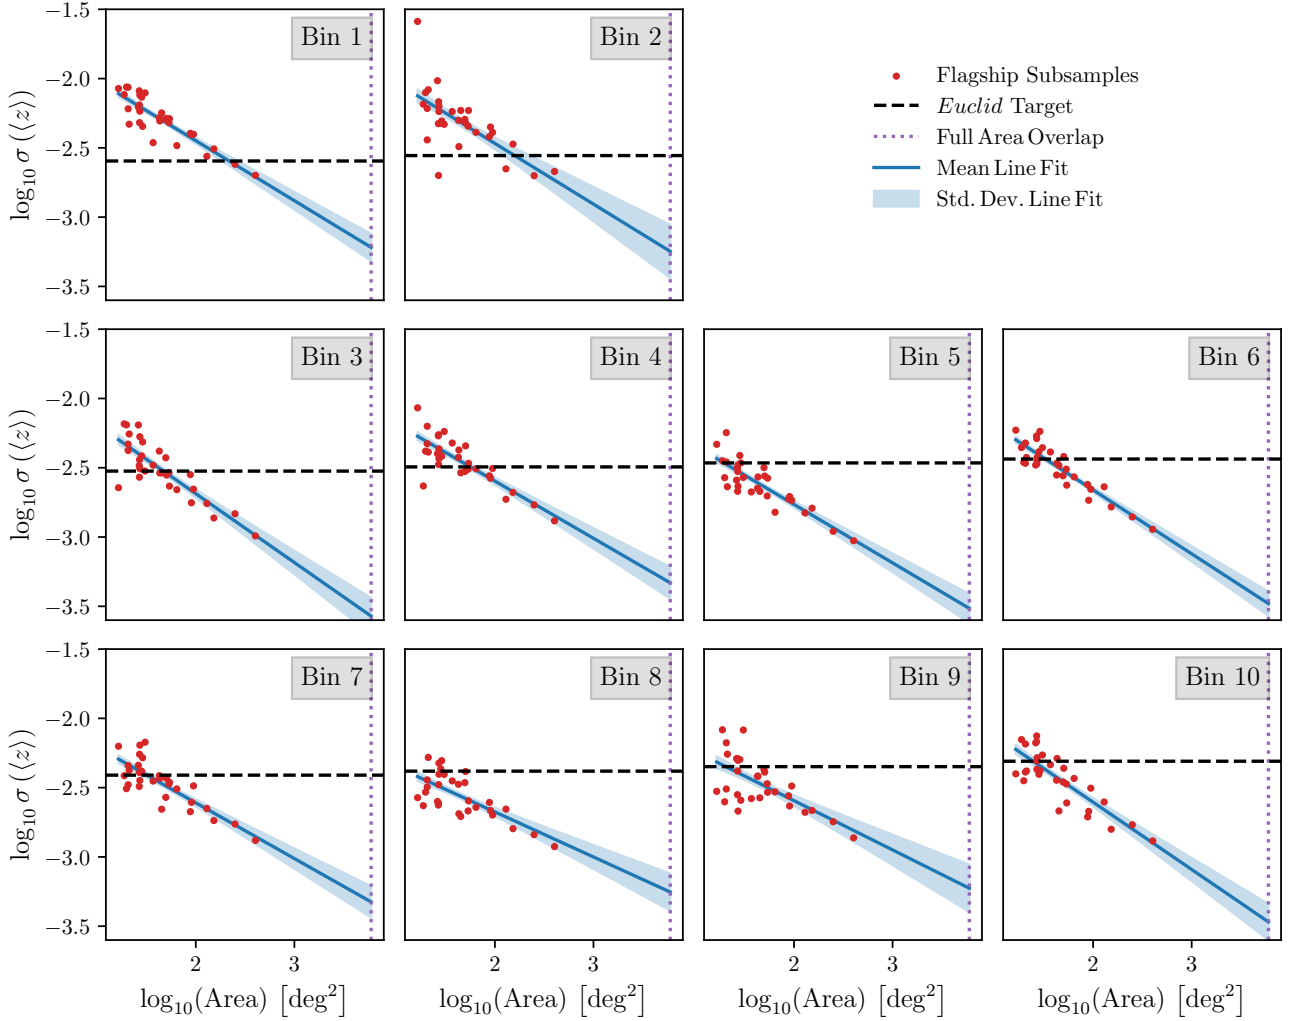 −1.5
Bin 1
Bin 2
−2.0
−2.5
−3.0
−3.5
log₁₀ σ (⟨z⟩)
Flagship Subsamples
Euclid Target
Full Area Overlap
Mean Line Fit
Std. Dev. Line Fit
−1.5
Bin 3
Bin 4
Bin 5
Bin 6
−2.0
−2.5
−3.0
−3.5
log₁₀ σ (⟨z⟩)
−1.5
Bin 7
Bin 8
Bin 9
Bin 10
−2.0
−2.5
−3.0
−3.5
log₁₀ σ (⟨z⟩)
2 3 2 3 2 3 2 3
log₁₀(Area) [deg²] log₁₀(Area) [deg²] log₁₀(Area) [deg²] log₁₀(Area) [deg²]